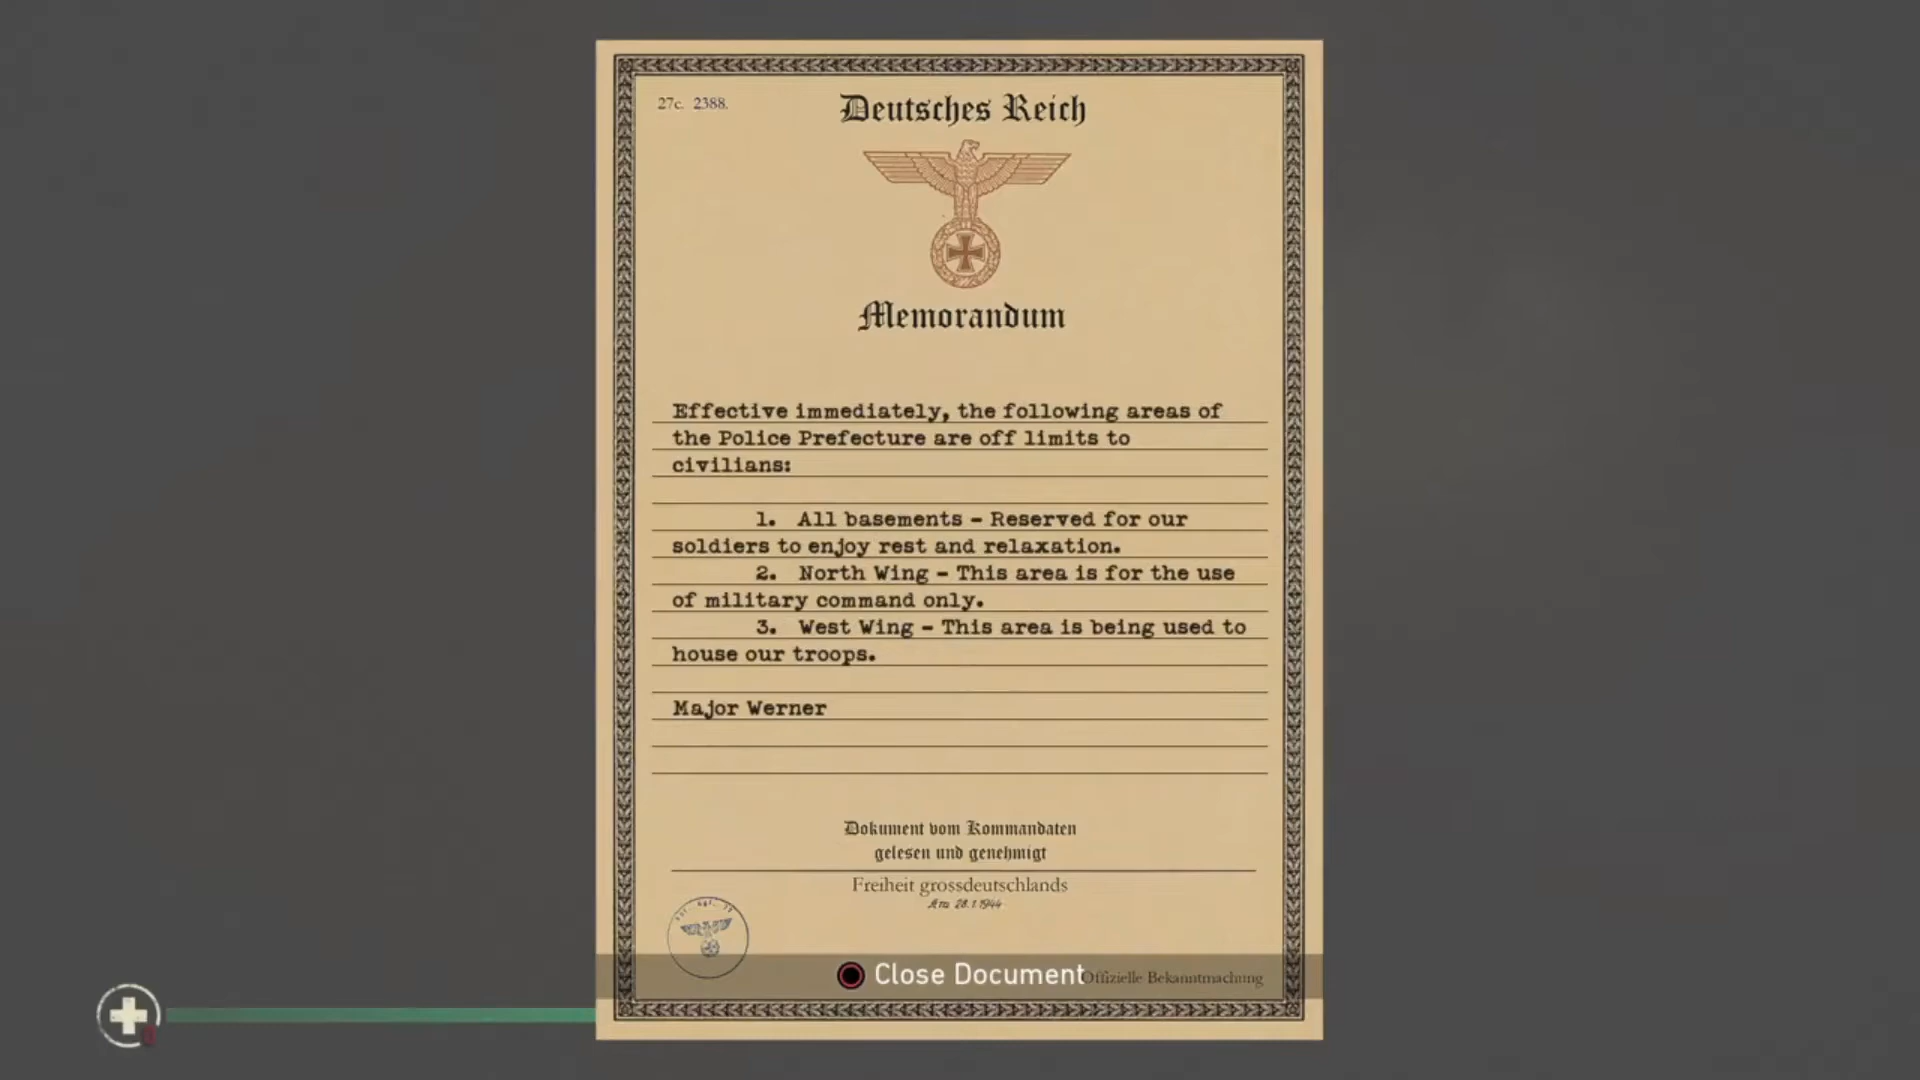 27c. 2388.
Deutsches Reich
Memorandum
Effective immediately, the following areas of
the Police Prefecture are off limits to
civilians:
1. All basements - Reserved for our
soldiers to enjoy rest and relaxation.
2. North Wing - This area is for the use
of military command only.
3. West Wing - This area is being used to
house our troops.
Major Werner
Dokument vom Kommandaten
gelesen und genehmigt
Freiheit grossdeutschlands
28.1.1944
Close Document
Offizielle Bekanntmachung